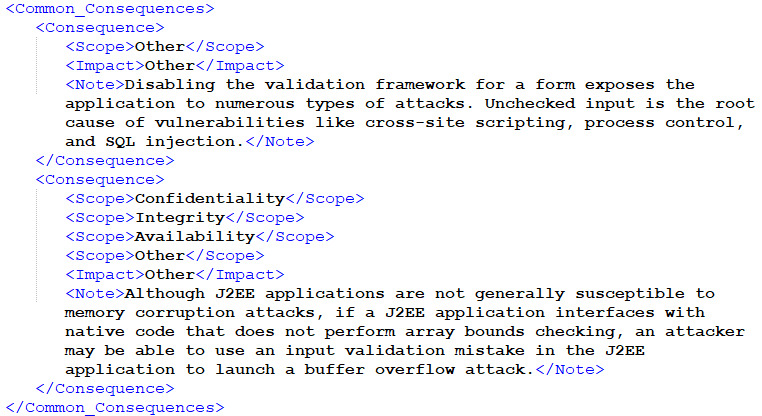 <Common_Consequences>
<Consequence>
<Scope>Other</Scope>
<Impact>Other</Impact>
<Note>Disabling the validation framework for a form exposes the
application to numerous types of attacks. Unchecked input is the root
cause of vulnerabilities like cross-site scripting, process control,
and SQL injection.</Note>
</Consequence>
<Consequence>
<Scope>Confidentiality</Scope>
<Scope>Integrity</Scope>
<Scope>Availability</Scope>
<Scope>Other</Scope>
<Impact>Other</Impact>
<Note>Although J2EE applications are not generally susceptible to
memory corruption attacks, if a J2EE application interfaces with
native code that does not perform array bounds checking, an attacker
may be able to use an input validation mistake in the J2EE
application to launch a buffer overflow attack.</Note>
</Consequence>
</Common_Consequences>